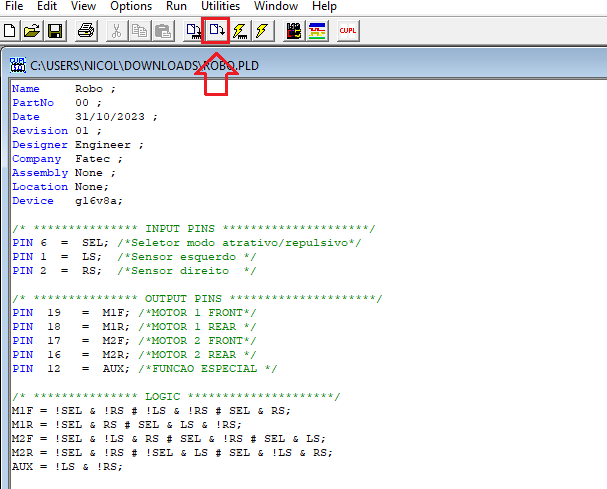 File Edit View Options Run Utilities Window Help
CUPL
C:\USERS\NICOL\DOWNLOADS\ROBO.PLD
Name Robo ;
PartNo 00 ;
Date 31/10/2023 ;
Revision 01 ;
Designer Engineer ;
Company Fatec ;
Assembly None ;
Location None;
Device g16v8a;
/* *************** INPUT PINS *********************/
PIN 6 = SEL; /*Seletor modo atrativo/repulsivo*/
PIN 1 = LS; /*Sensor esquerdo */
PIN 2 = RS; /*Sensor direito */
/* *************** OUTPUT PINS *********************/
PIN 19 = M1F; /*MOTOR 1 FRONT*/
PIN 18 = M1R; /*MOTOR 1 REAR */
PIN 17 = M2F; /*MOTOR 2 FRONT*/
PIN 16 = M2R; /*MOTOR 2 REAR */
PIN 12 = AUX; /*FUNCAO ESPECIAL */
/* *************** LOGIC *********************/
M1F = !SEL & !RS # !LS & !RS # SEL & RS;
M1R = !SEL & RS # SEL & LS & !RS;
M2F = SEL & !LS & RS # SEL & !RS # SEL & LS;
M2R = !SEL & !RS # !SEL & LS # SEL & !LS & RS;
AUX = !LS & !RS;